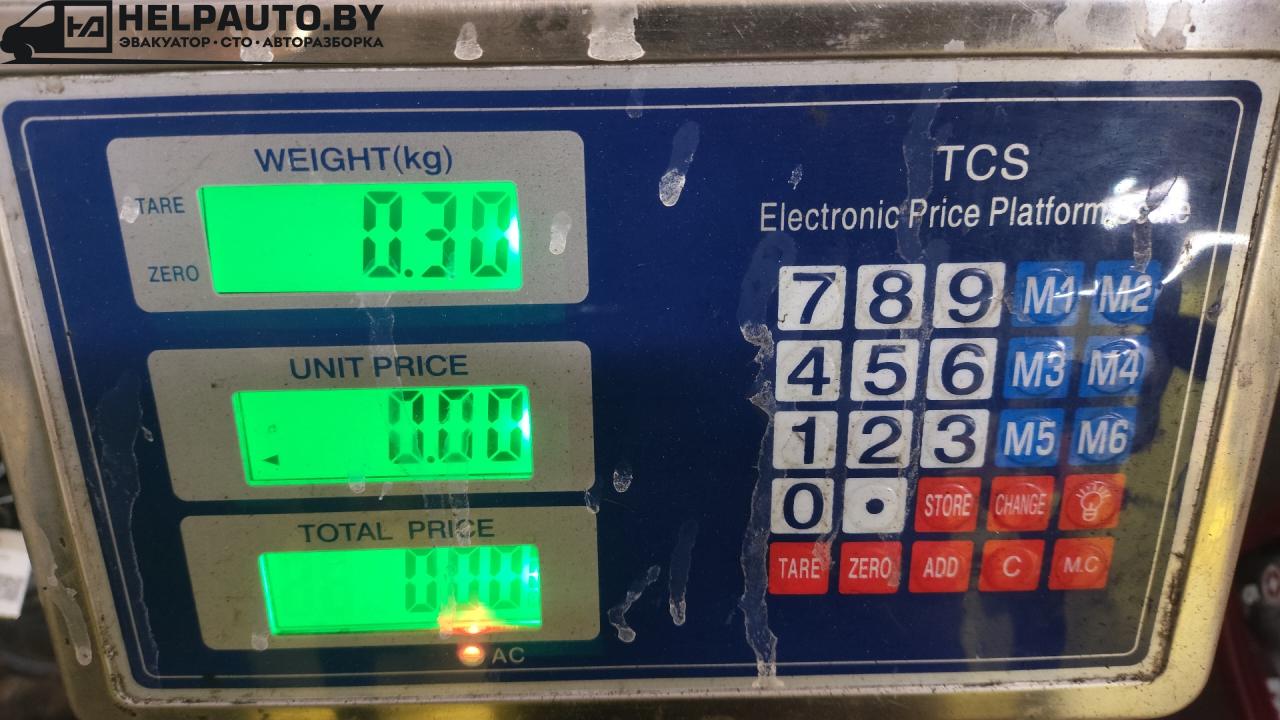 HELPAUTO.BY
ЭВАКУАТОР • СТО • АВТОРАЗБОРКА
WEIGHT(kg)
TARE
0.30
ZERO
UNIT PRICE
0.00
TOTAL PRICE
0.00
AC
TCS
Electronic Price Platform Scale
7 8 9 M1 M2
4 5 6 M3 M4
1 2 3 M5 M6
0 • STORE CHANGE
TARE ZERO ADD C M.C